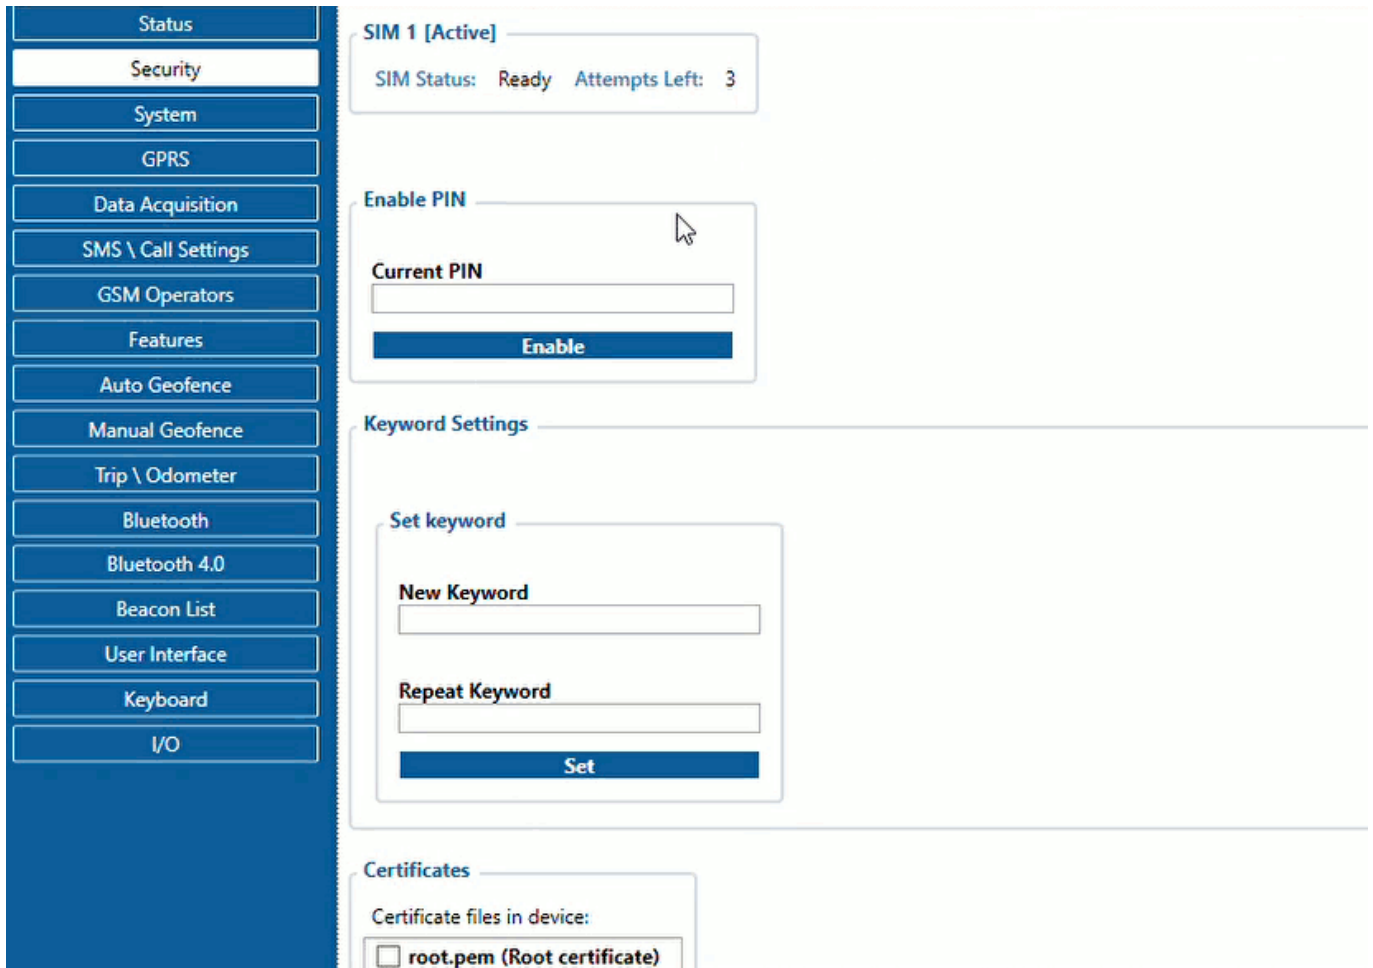 Status
Security
System
GPRS
Data Acquisition
SMS \ Call Settings
GSM Operators
Features
Auto Geofence
Manual Geofence
Trip \ Odometer
Bluetooth
Bluetooth 4.0
Beacon List
User Interface
Keyboard
I/O
SIM 1 [Active]
SIM Status: Ready Attempts Left: 3
Enable PIN
Current PIN
Enable
Keyword Settings
Set keyword
New Keyword
Repeat Keyword
Set
Certificates
Certificate files in device:
root.pem (Root certificate)